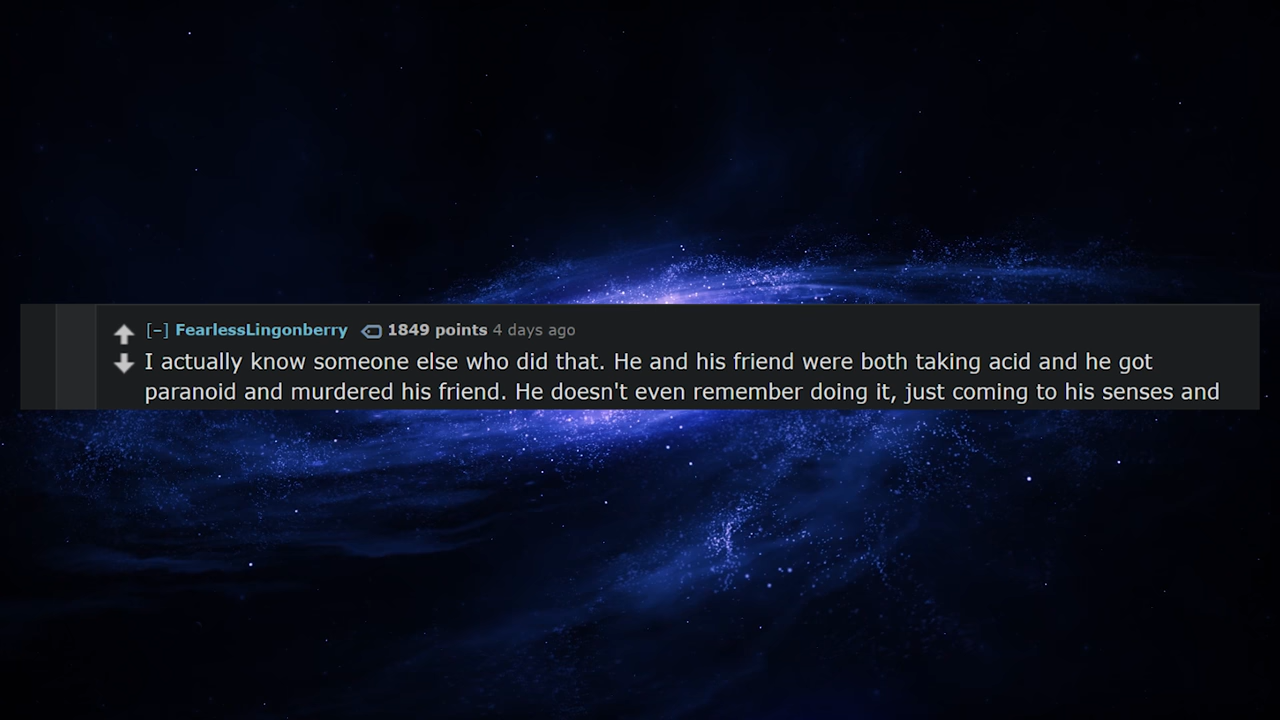 [–] FearlessLingonberry 1849 points 4 days ago
I actually know someone else who did that. He and his friend were both taking acid and he got
paranoid and murdered his friend. He doesn't even remember doing it, just coming to his senses and